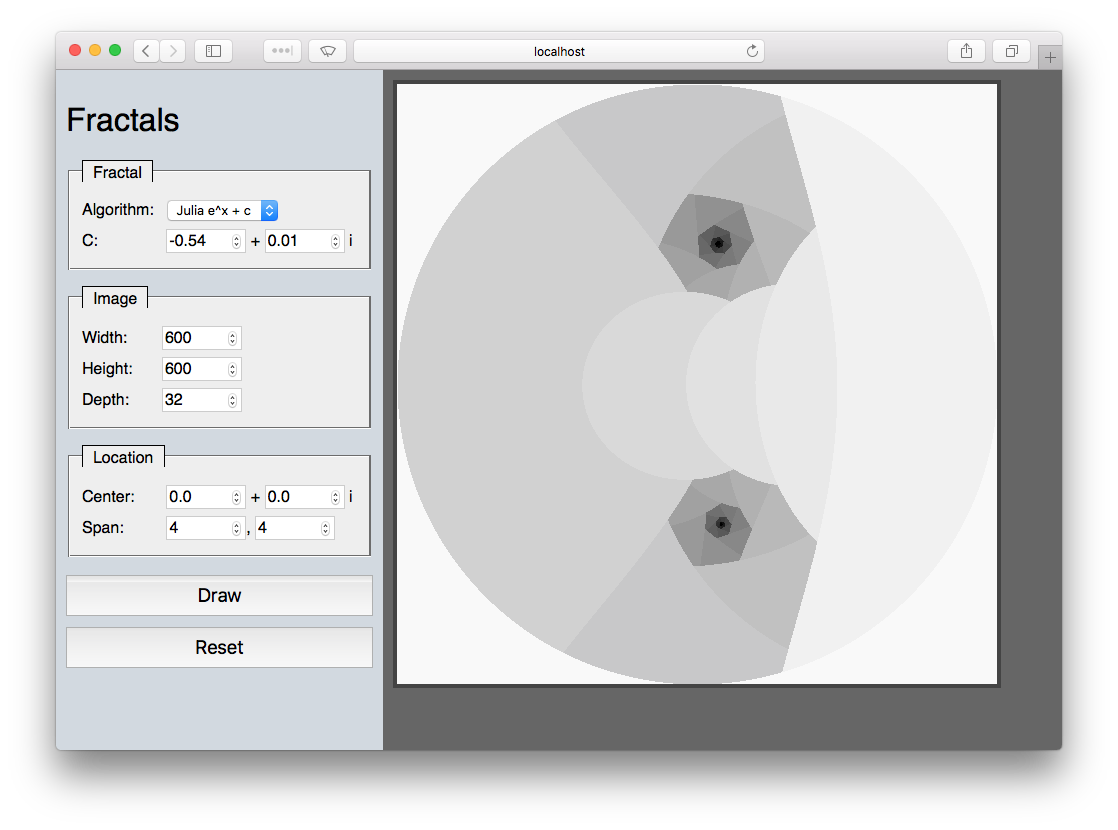 localhost
Fractals
Fractal
Algorithm: Julia e^x + c
C: -0.54 + 0.01 i
Image
Width: 600
Height: 600
Depth: 32
Location
Center: 0.0 + 0.0 i
Span: 4 , 4
Draw
Reset